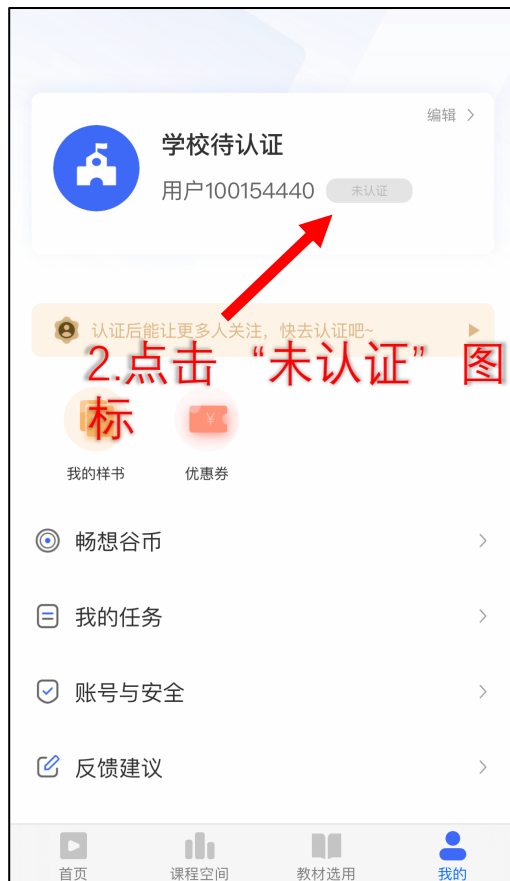 编辑
学校待认证
用户100154440 未认证
认证后能让更多人关注，快去认证吧~
2.点击“未认证”图
标
¥
我的样书 优惠券
畅想谷币
我的任务
账号与安全
反馈建议
首页 课程空间 教材选用 我的